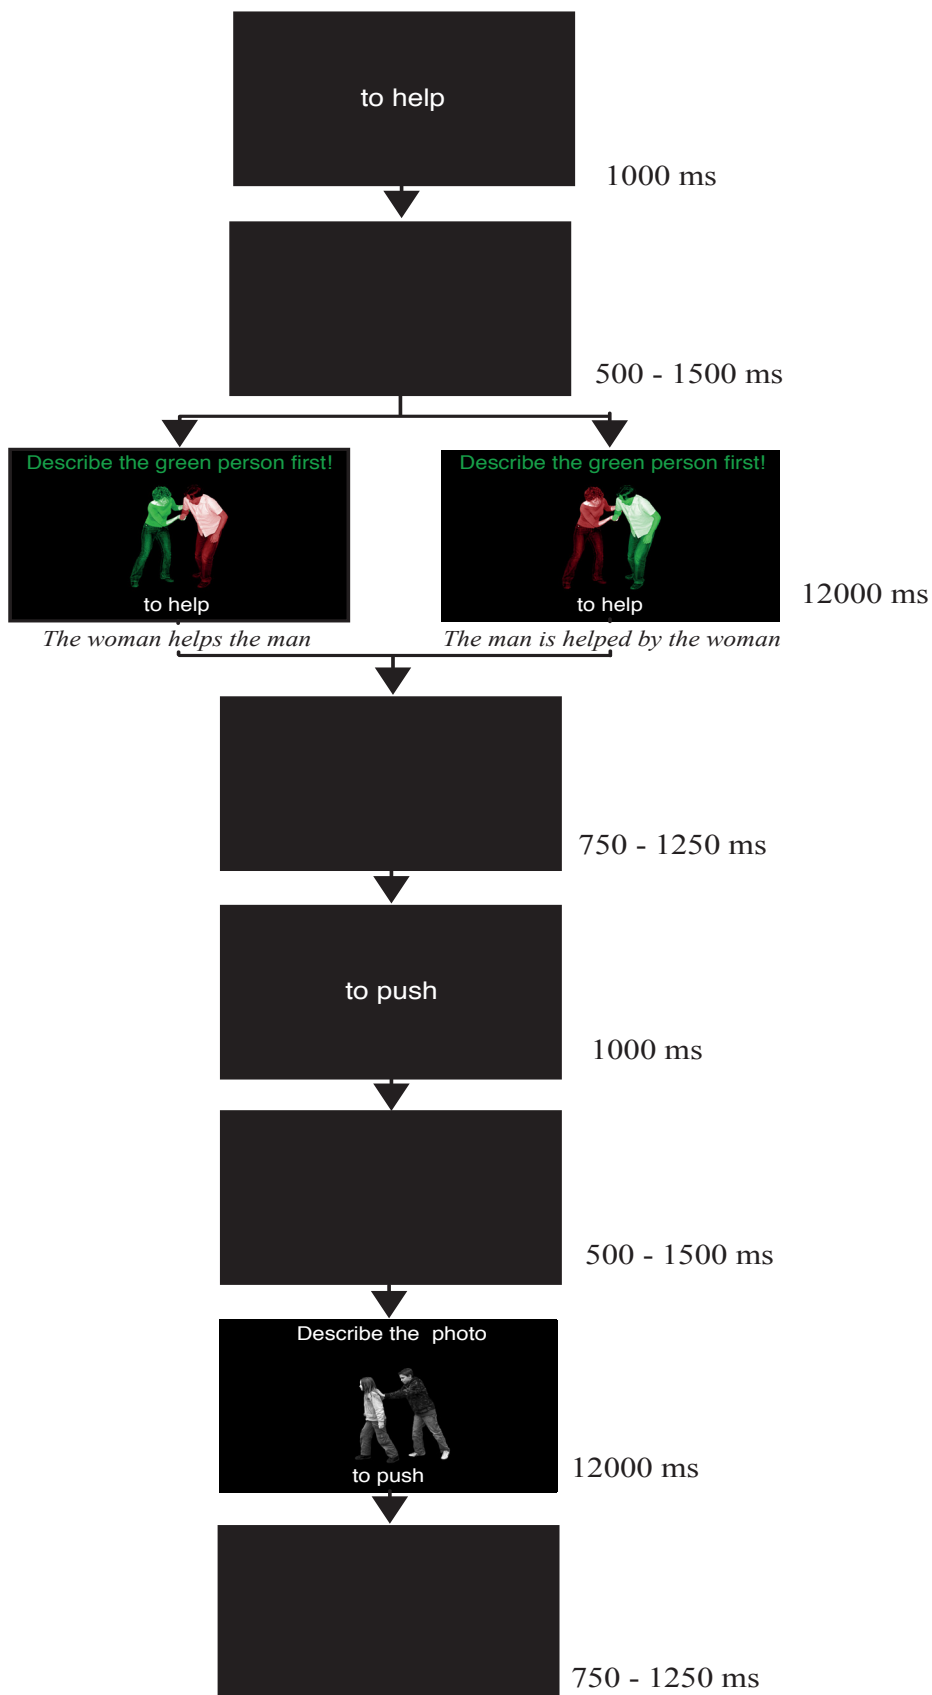 to help
1000 ms
500 - 1500 ms
Describe the green person first!
to help
The woman helps the man
Describe the green person first!
to help
The man is helped by the woman
12000 ms
750 - 1250 ms
to push
1000 ms
500 - 1500 ms
Describe the photo
to push
12000 ms
750 - 1250 ms